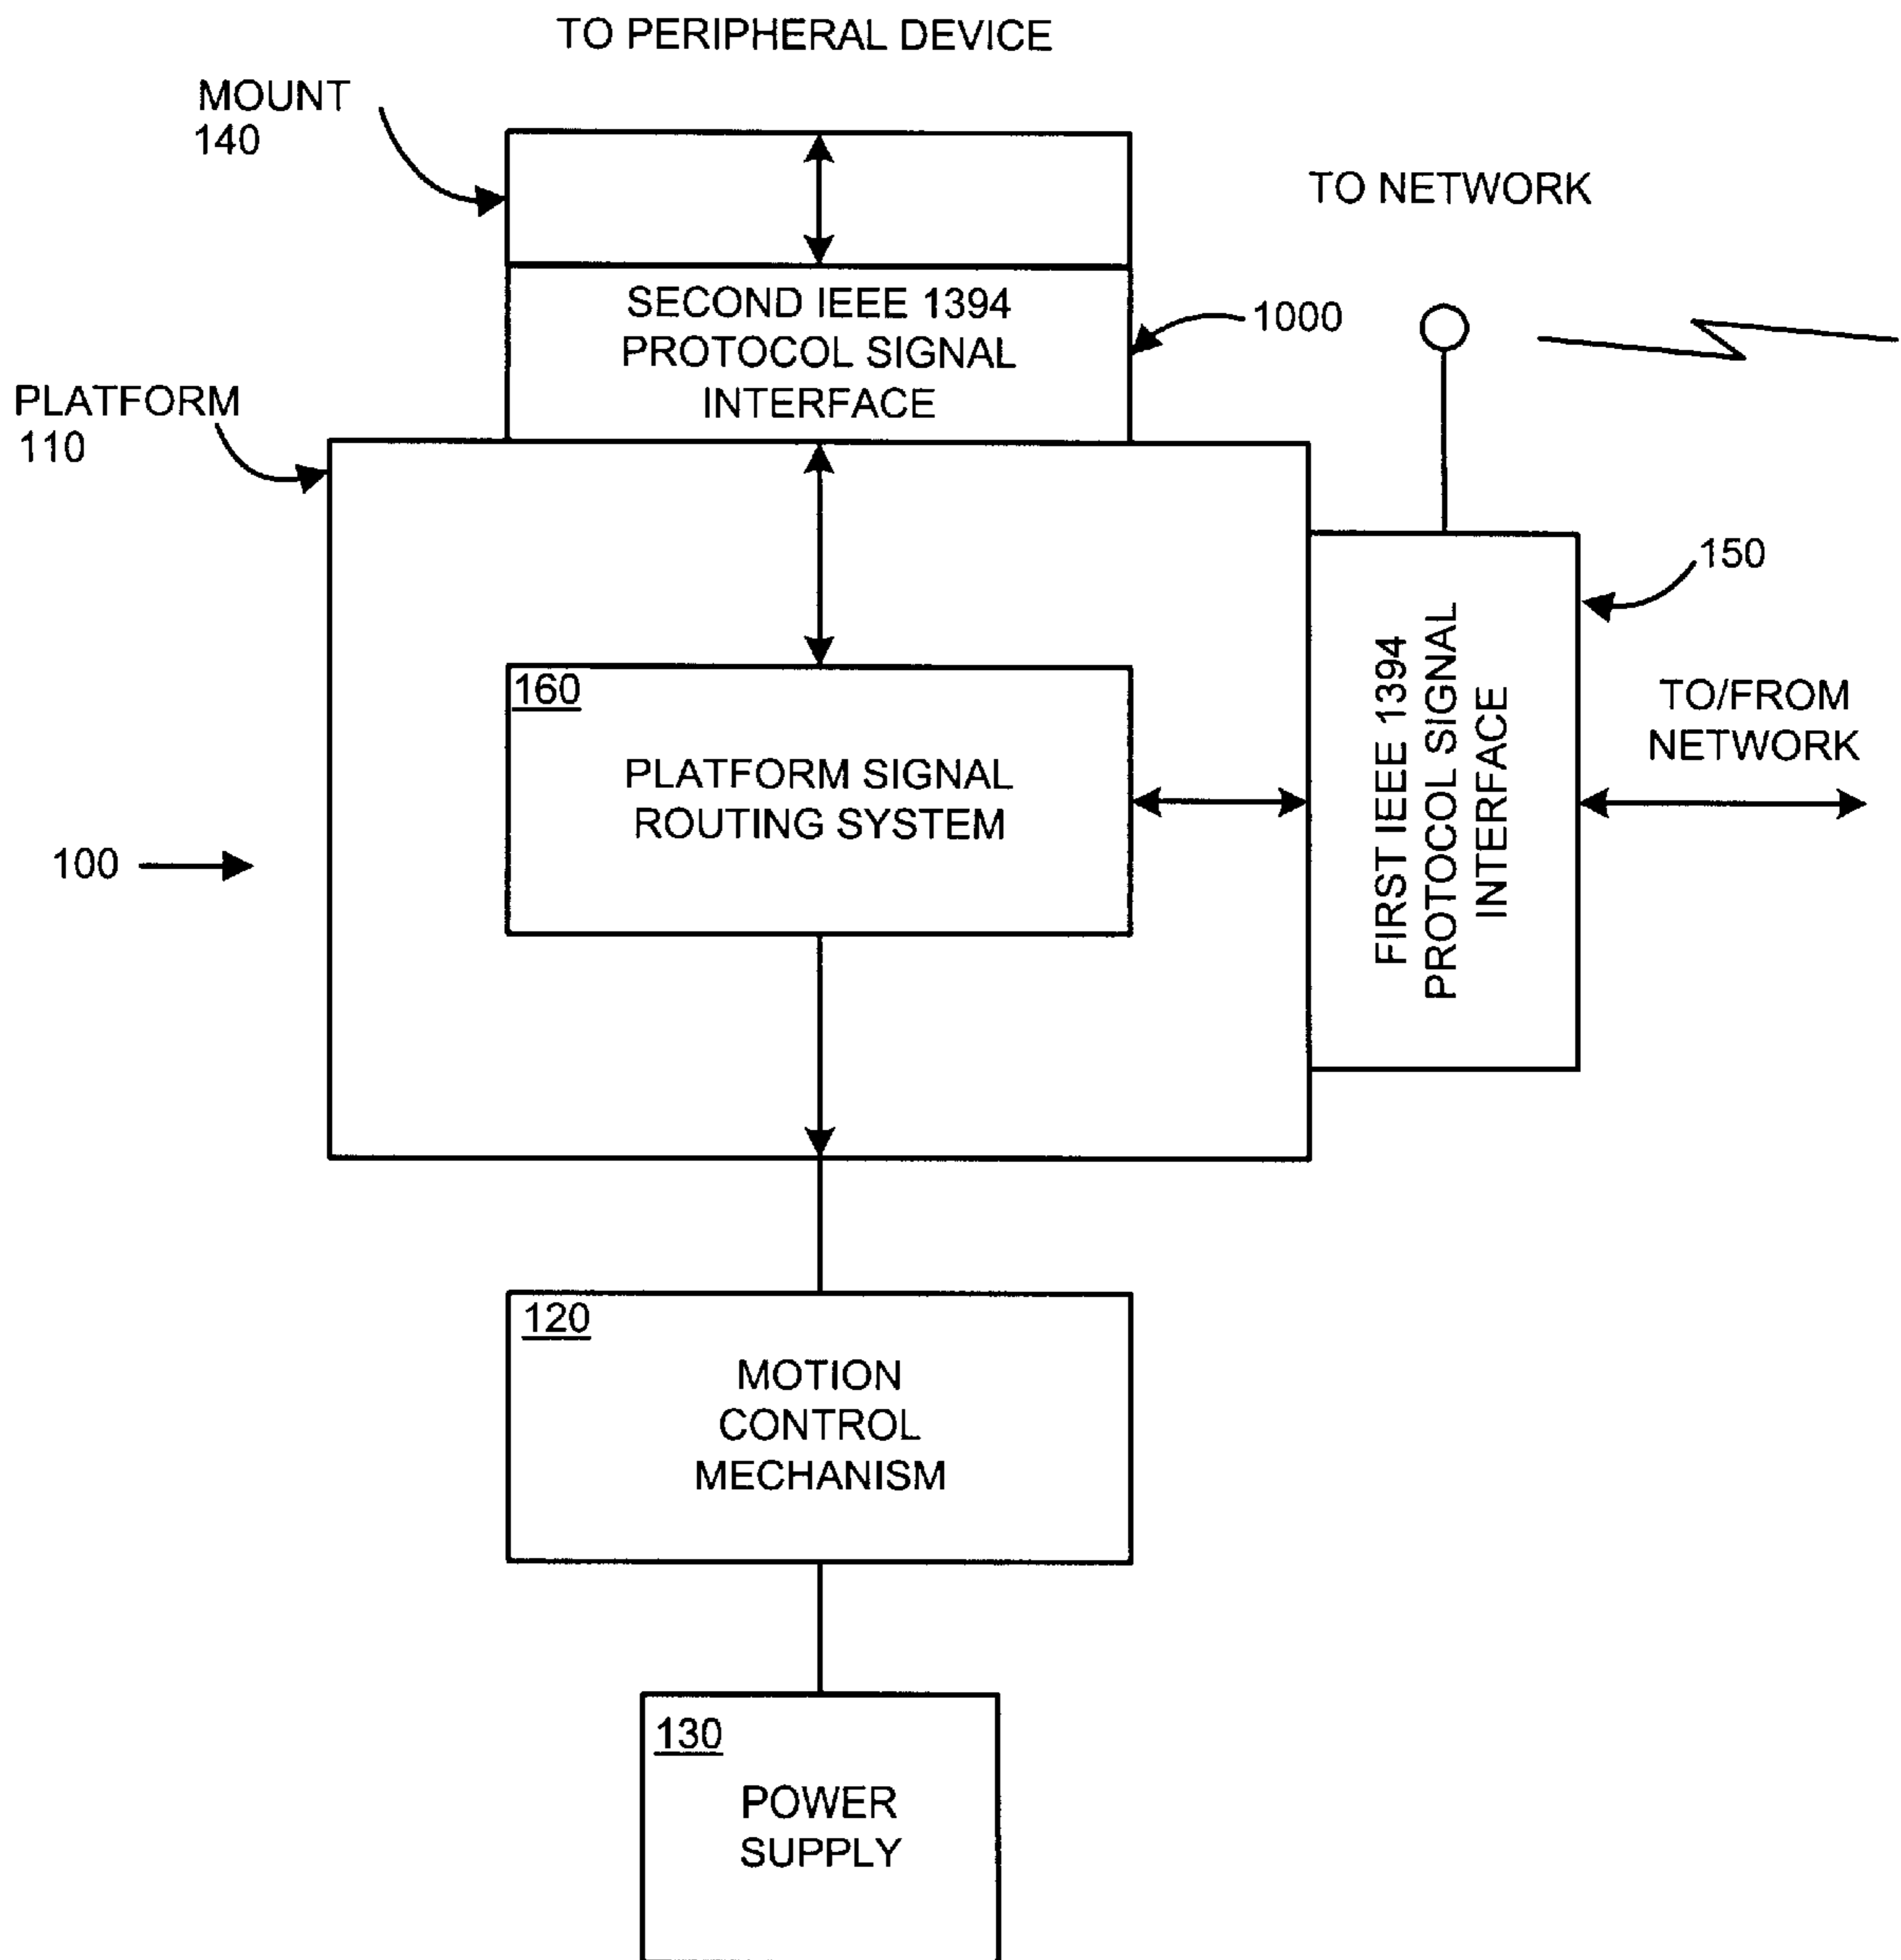 TO PERIPHERAL DEVICE
MOUNT
140
TO NETWORK
SECOND IEEE 1394
PROTOCOL SIGNAL
INTERFACE
1000
PLATFORM
110
150
FIRST IEEE 1394
PROTOCOL SIGNAL
INTERFACE
TO/FROM
NETWORK
160
PLATFORM SIGNAL
ROUTING SYSTEM
100
120
MOTION
CONTROL
MECHANISM
130
POWER
SUPPLY